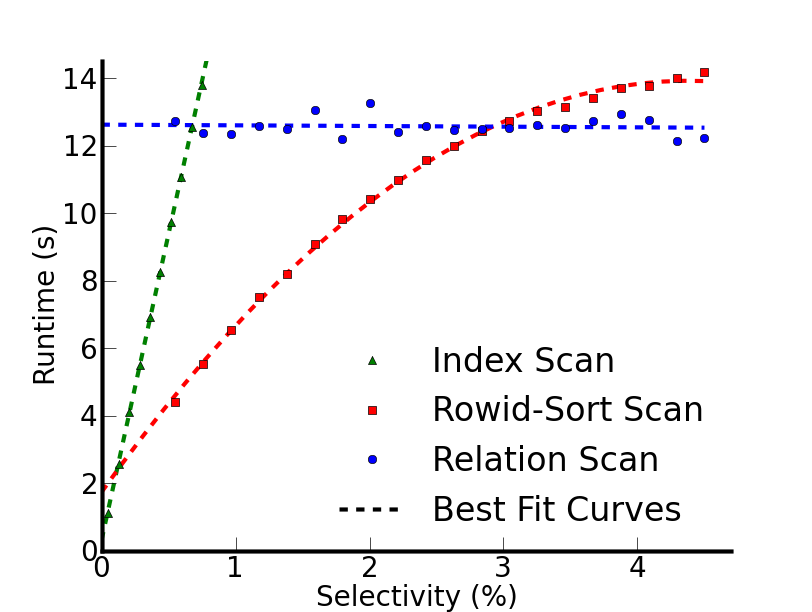 14
12
10
8
6
4
2
0
Runtime (s)
Index Scan
Rowid-Sort Scan
Relation Scan
Best Fit Curves
0 1 2 3 4
Selectivity (%)